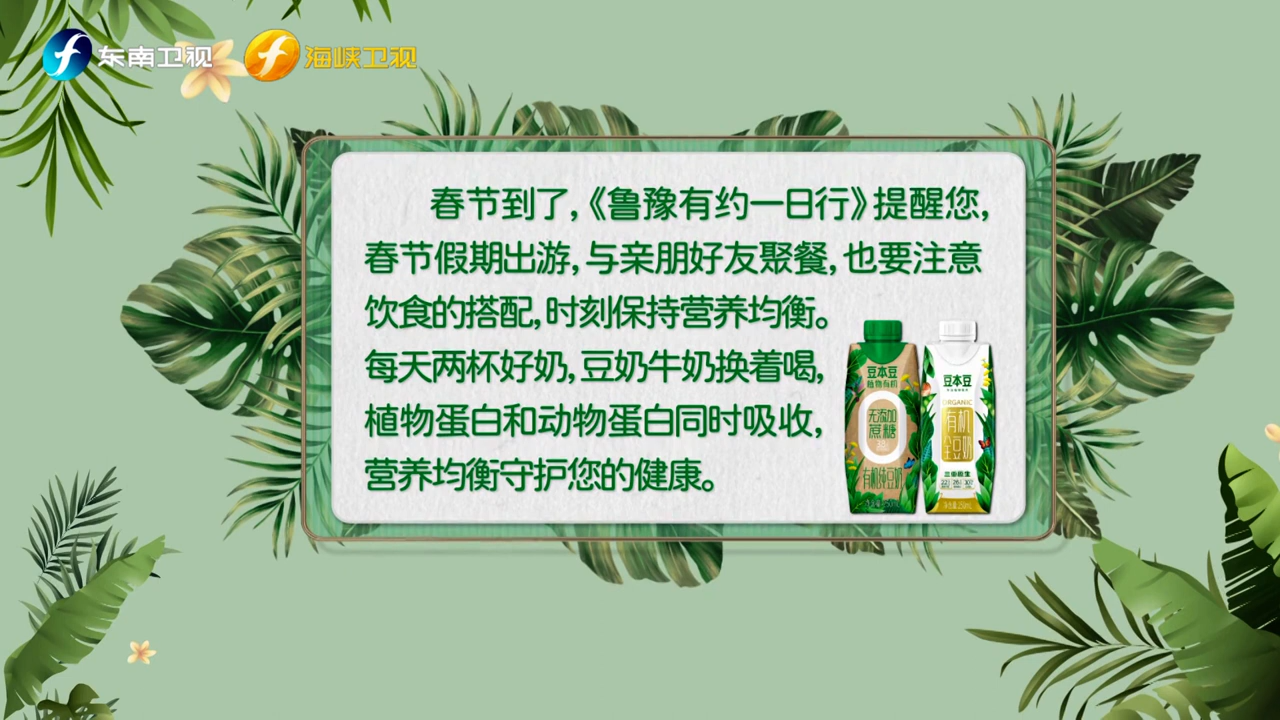 东南卫视 海峡卫视
春节到了,《鲁豫有约一日行》提醒您,
春节假期出游,与亲朋好友聚餐,也要注意
饮食的搭配,时刻保持营养均衡。
每天两杯好奶,豆奶牛奶换着喝,
植物蛋白和动物蛋白同时吸收,
营养均衡守护您的健康。
豆本豆
植物有机
无添加
蔗糖
有机纯豆奶
豆本豆
ORGANIC
有机
豆奶